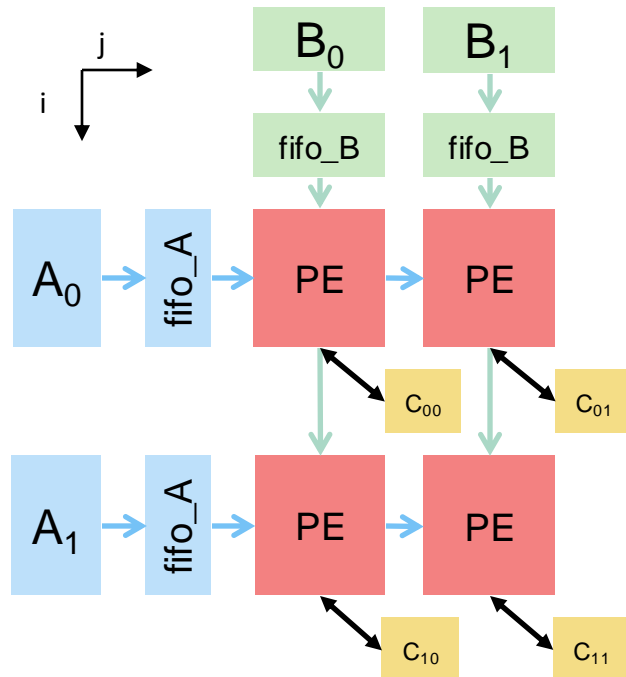 j
i
B₀
B₁
fifo_B
fifo_B
A₀
fifo_A
PE
PE
C₀₀
C₀₁
A₁
fifo_A
PE
PE
C₁₀
C₁₁